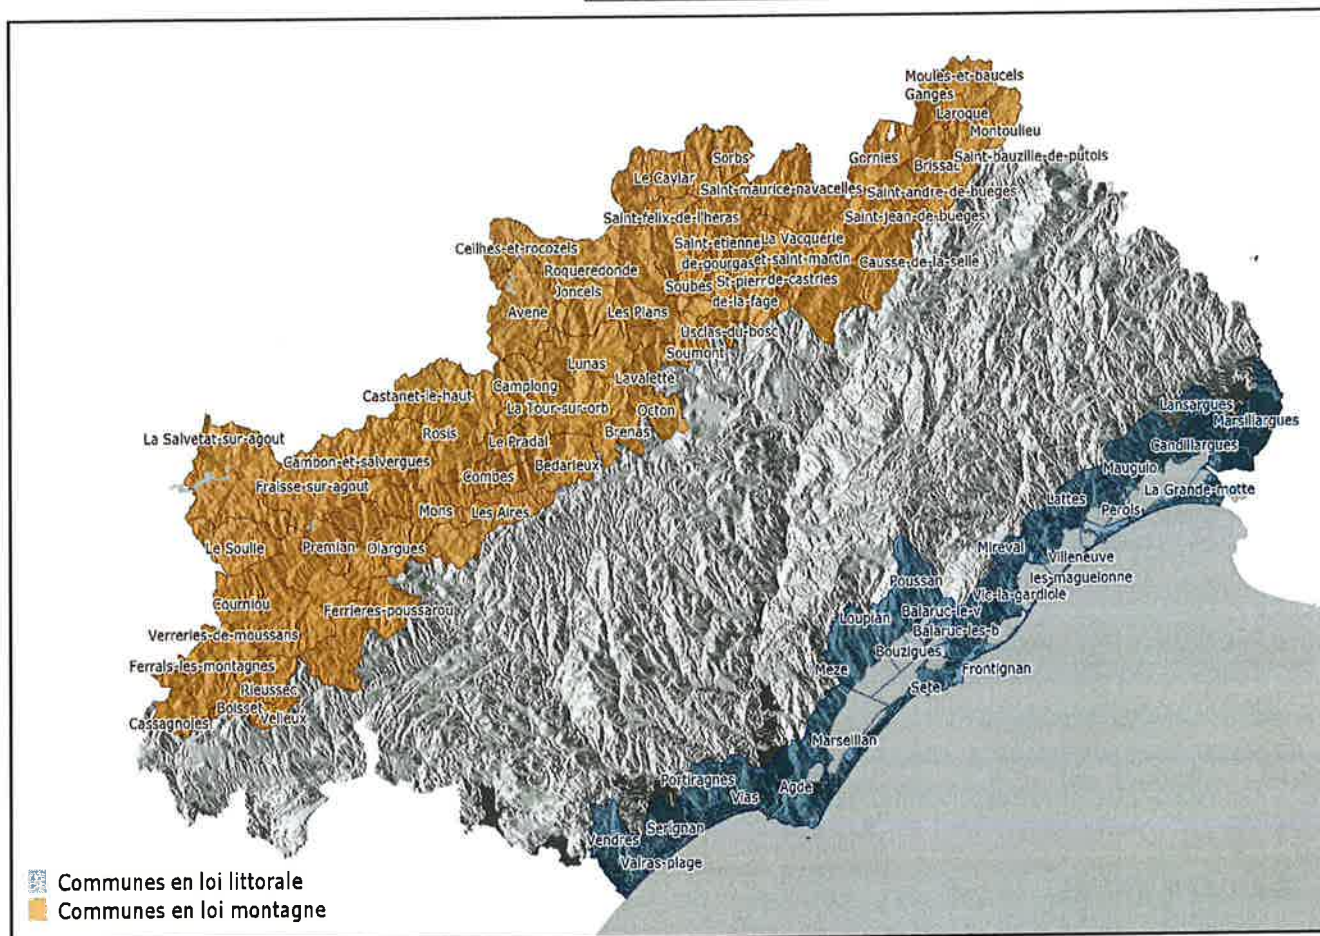 Moules-et-baucels
Ganges
Laroque
Montoulieu
Gornies
Brissac
Saint-bauzille-de-putois
Sorbs
Le Caylar
Saint-maurice-navacelles
Saint-andre-de-bueges
Saint-felix-de-l'heras
Saint-jean-de-bueges
Ceilhes-et-rocozels
Saint-etienne
de-gourgas
La Vacquerie
et-saint-martin
de-castries
Causse-de-la-selle
Roqueredonde
Joncels
Soubes
St-pierr
de-la-fage
Avene
Les Plans
Usclas-du-bosc
Soumont
Lunas
Lavalette
Castanet-le-haut
Camplong
La Tour-sur-orb
Octon
Brenas
La Salvetat-sur-agout
Rosis
Le Pradal
Cambon-et-salvergues
Bedarieux
Combes
Fraisse-sur-agout
Mons
Les Aires
Le Soulie
Premian
Olargues
Courniou
Ferrieres-poussarou
Verreries-de-moussans
Ferrals-les-montagnes
Rieussec
Boisset
Velieux
Cassagnoles
Lansargues
Marsillargues
Candillargues
Mauguio
La Grande-motte
Lattes
Perols
Mireval
Villeneuve
les-maguelonne
Poussan
Vic-la-gardiole
Loupian
Balaruc-le-v
Balaruc-les-b
Bouzigues
Meze
Frontignan
Sete
Marseillan
Portiragnes
Vias
Agde
Serignan
Vendres
Valras-plage
Communes en loi littorale
Communes en loi montagne